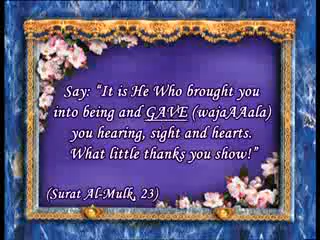 Say: “It is He Who brought you
into being and GAVE (wajaAAala)
you hearing, sight and hearts.
What little thanks you show!”
(Surat Al-Mulk, 23)